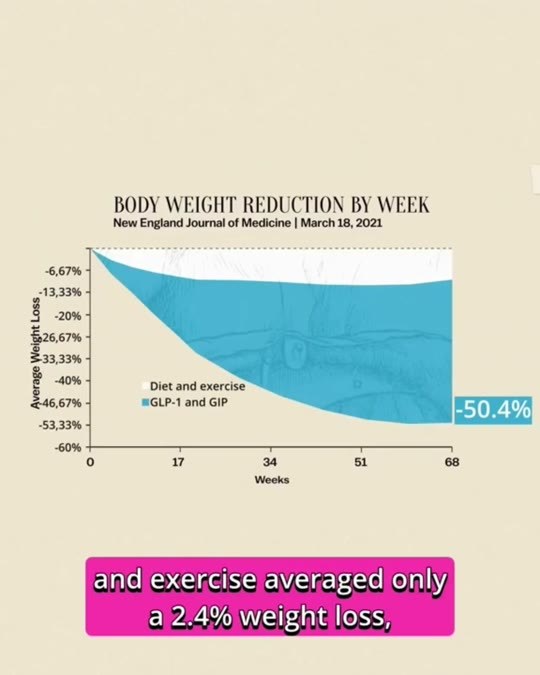 BODY WEIGHT REDUCTION BY WEEK
New England Journal of Medicine | March 18, 2021
Average Weight Loss
-6,67%
-13,33%
-20%
-26,67%
-33,33%
-40%
-46,67%
-53,33%
-60%
Diet and exercise
GLP-1 and GIP
-50.4%
0
17
34
51
68
Weeks
and exercise averaged only
a 2.4% weight loss,